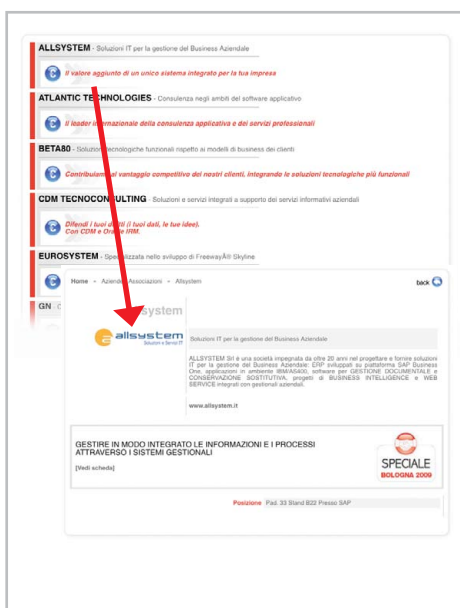 ALLSYSTEM - Soluzioni IT per la gestione del Business Aziendale
Il valore aggiunto di un unico sistema integrato per la tua impresa
ATLANTIC TECHNOLOGIES - Consulenza negli ambiti del software applicativo
Il leader internazionale della consulenza applicativa e dei servizi professionali
BETA80 - Soluzioni tecnologiche funzionali rispetto ai modelli di business dei clienti
Contribuiamo al vantaggio competitivo dei nostri clienti, integrando le soluzioni tecnologiche più funzionali
CDM TECNOCONSULTING - Soluzioni e servizi integrati a supporto dei servizi informativi aziendali
Difendi i tuoi diritti (i tuoi dati, le tue idee).
Con CDM e Oracle IRM.
EUROSYSTEM - Specializzata nello sviluppo di FreewayÂ® Skyline
GN
Home - Aziende Associazioni - Allsystem
back
system
allsystem
Soluzioni e Servizi IT
Soluzioni IT per la gestione del Business Aziendale
ALLSYSTEM Srl è una società impegnata da oltre 20 anni nel progettare e fornire soluzioni
IT per la gestione del Business Aziendale: ERP sviluppati su piattaforma SAP Business
One, applicazioni in ambiente IBM/AS400, software per GESTIONE DOCUMENTALE e
CONSERVAZIONE SOSTITUTIVA, progetti di BUSINESS INTELLIGENCE e WEB
SERVICE integrati con gestionali aziendali.
www.allsystem.it
GESTIRE IN MODO INTEGRATO LE INFORMAZIONI E I PROCESSI
ATTRAVERSO I SISTEMI GESTIONALI
[Vedi scheda]
SPECIALE
BOLOGNA 2009
Posizione Pad. 33 Stand B22 Presso SAP